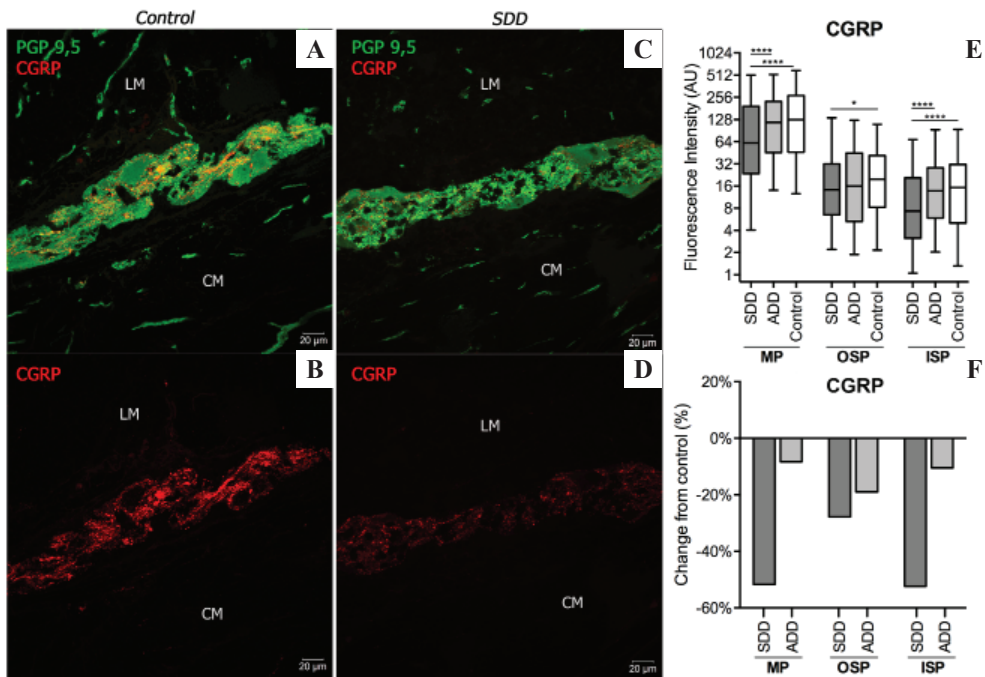 Control
SDD
PGP 9,5
CGRP
A
LM
CM
20 µm
PGP 9,5
CGRP
C
LM
CM
20 µm
CGRP
B
LM
CM
20 µm
CGRP
D
LM
CM
20 µm
CGRP
E
Fluorescence Intensity (AU)
1024
512
256
128
64
32
16
8
4
2
1
****
****
*
****
****
SDD
ADD
Control
SDD
ADD
Control
SDD
ADD
Control
MP
OSP
ISP
CGRP
F
Change from control (%)
20%
0%
-20%
-40%
-60%
SDD
ADD
SDD
ADD
SDD
ADD
MP
OSP
ISP